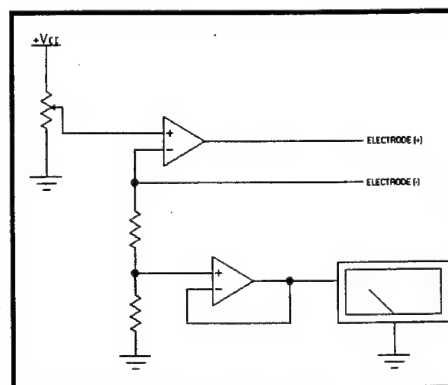 +Vcc
+
−
ELECTRODE (+)
ELECTRODE (-)
+
−